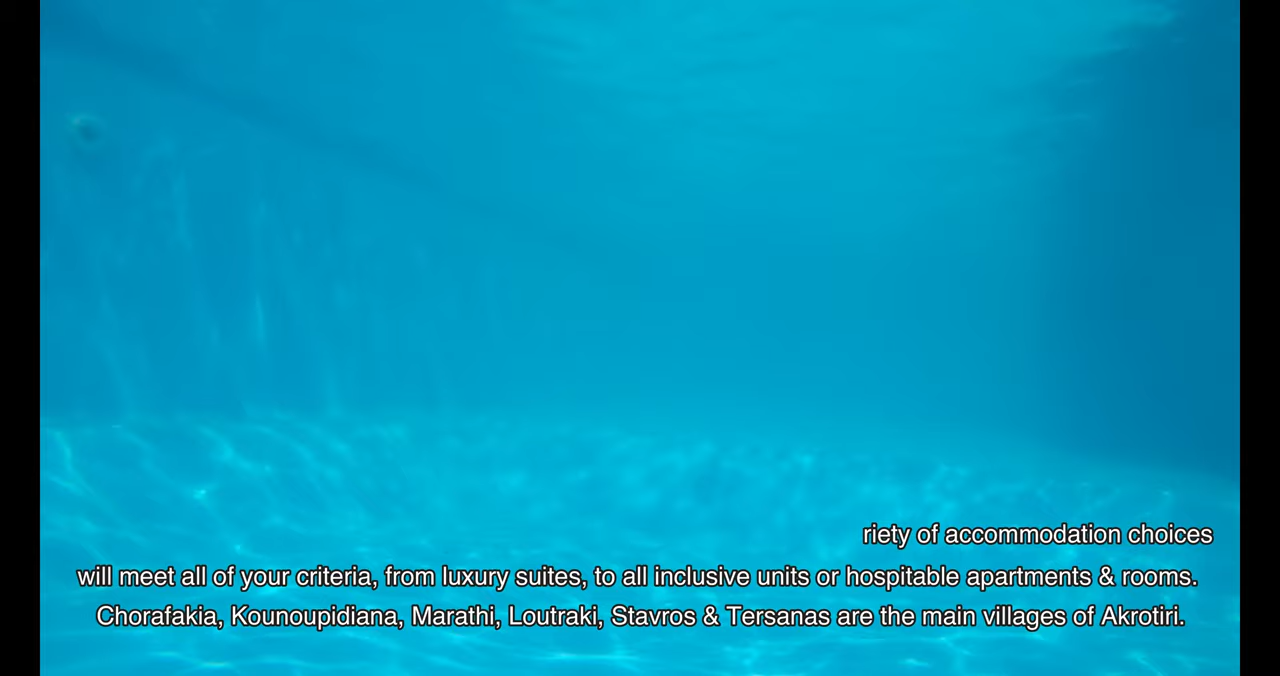 riety of accommodation choices
will meet all of your criteria, from luxury suites, to all inclusive units or hospitable apartments & rooms.
Chorafakia, Kounoupidiana, Marathi, Loutraki, Stavros & Tersanas are the main villages of Akrotiri.